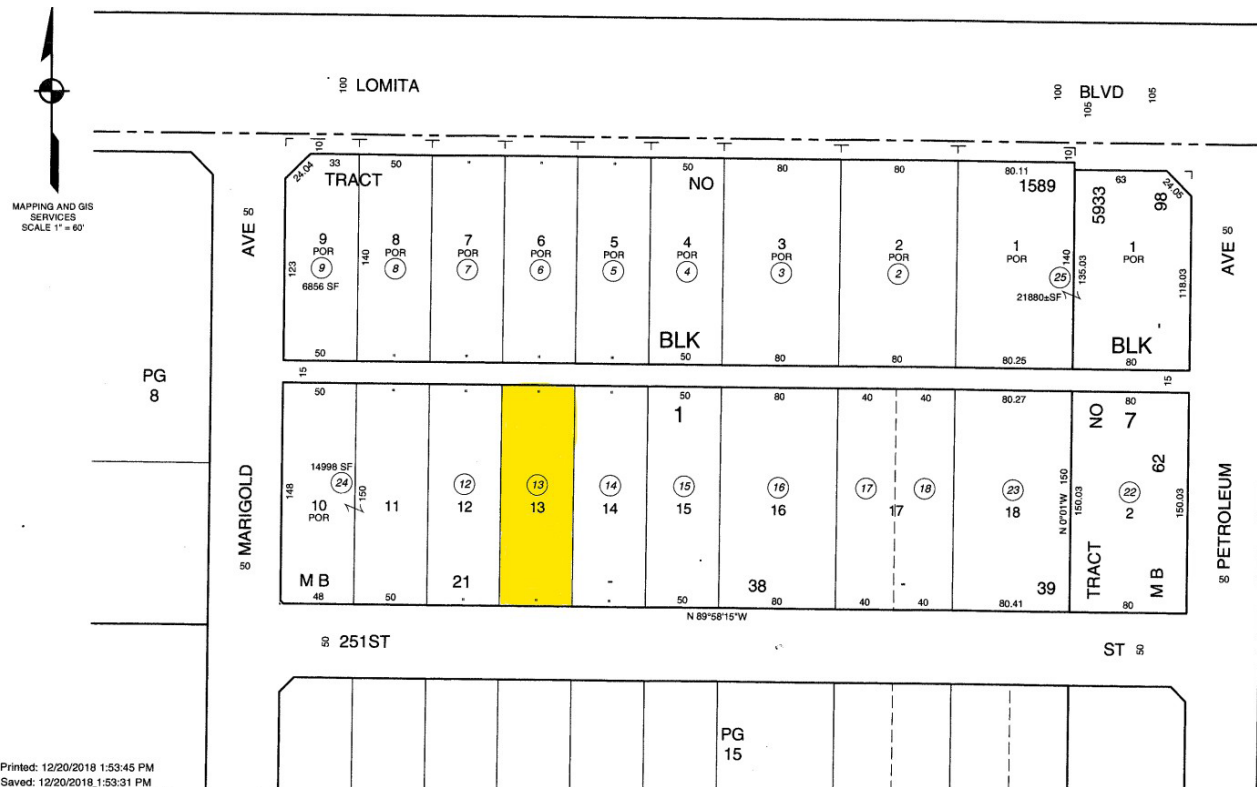 100 LOMITA
100 BLVD 105
105
MAPPING AND GIS
SERVICES
SCALE 1" = 60'
10
24.04
33 50 " " " 50 80 80 80.11
10
63 24.05
TRACT NO 1589
5933 98
AVE 50
AVE 50
9 8 7 6 5 4 3 2 1 1
POR POR POR POR POR POR POR POR POR POR
9 8 7 6 5 4 3 2 25
6856 SF 21880±SF
123 140 140 135.03 118.03
BLK BLK -
50 " " " " 50 80 80 80.25 80
15 15
PG
8
50 " " " " 50 80 40 40 80.27 80
1 NO 7
14998 SF
24 12 13 14 15 16 17 18 23 22
148 150 150 150.03 150.03
10 11 12 13 14 15 16 17 18 2
POR
N 0°01'W
62
50 MARIGOLD
50 PETROLEUM
M B 21 - 38 - 39 TRACT M B
48 50 " " " 50 80 40 40 80.41 80
N 89°58'15"W
50 251ST ST 50
PG
15
Printed: 12/20/2018 1:53:45 PM
Saved: 12/20/2018 1:53:31 PM